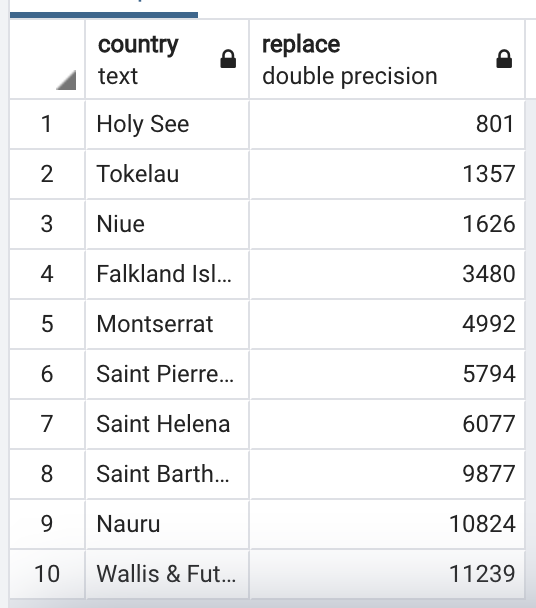 country replace
text double precision
1 Holy See 801
2 Tokelau 1357
3 Niue 1626
4 Falkland Isl... 3480
5 Montserrat 4992
6 Saint Pierre... 5794
7 Saint Helena 6077
8 Saint Barth... 9877
9 Nauru 10824
10 Wallis & Fut... 11239